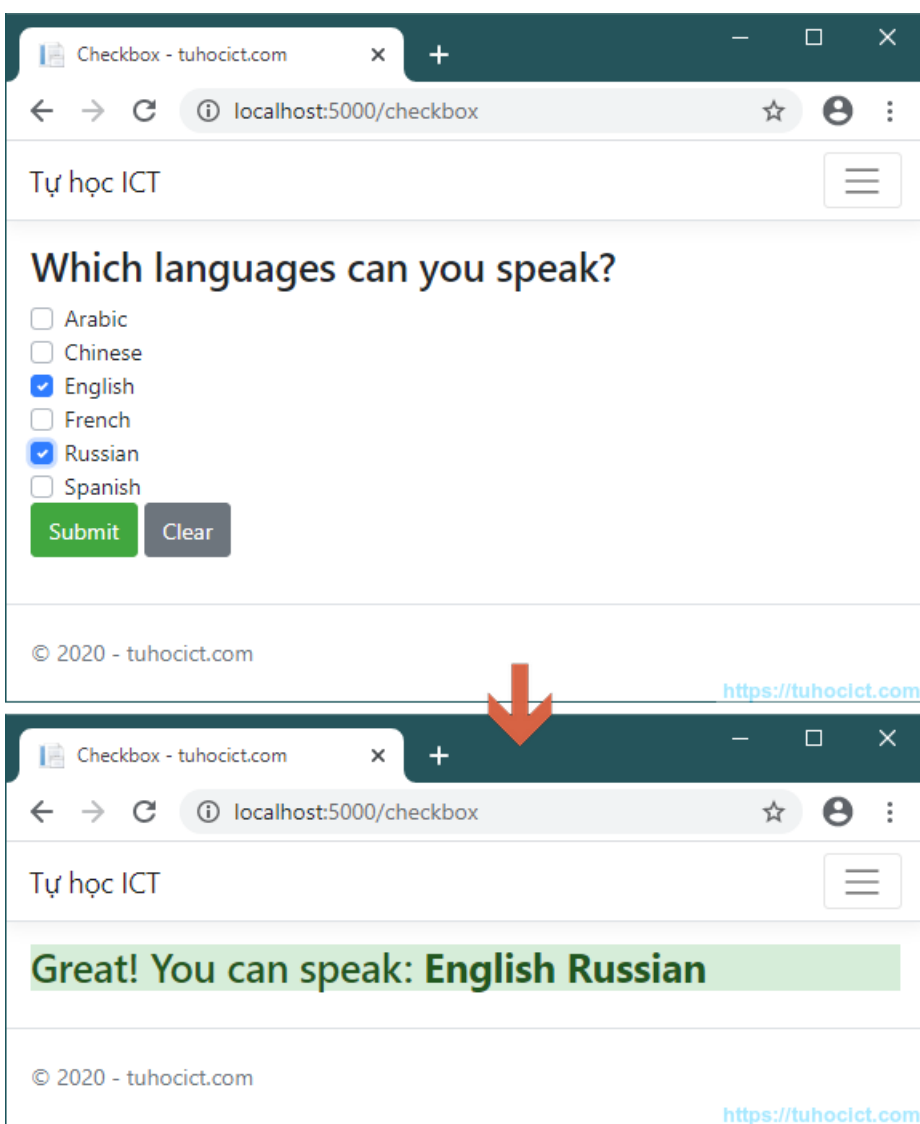 Checkbox - tuhocict.com
localhost:5000/checkbox
Tự học ICT
Which languages can you speak?
Arabic
Chinese
English
French
Russian
Spanish
Submit Clear
© 2020 - tuhocict.com
https://tuhocict.com
Checkbox - tuhocict.com
localhost:5000/checkbox
Tự học ICT
Great! You can speak: English Russian
© 2020 - tuhocict.com
https://tuhocict.com